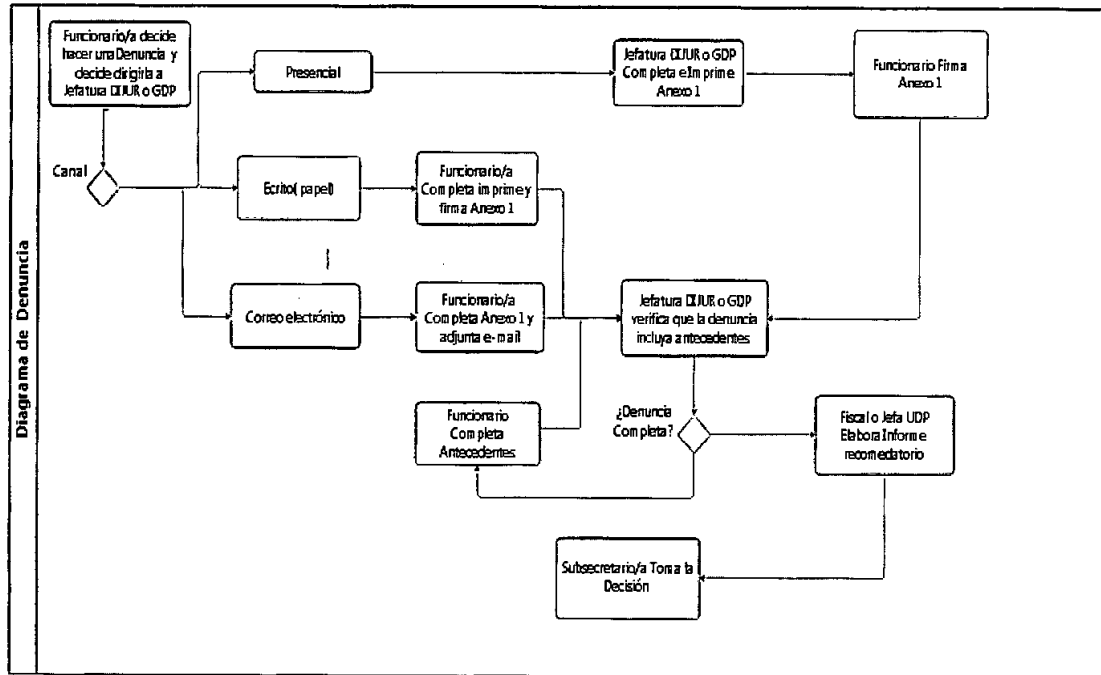 Diagrama de Denuncia
Funcionario/a decide
hacer una Denuncia y
decide dirigirla a
Jefatura DIJUR o GDP
Canal
Presencial
Jefatura DIJUR o GDP
Completa e Imprime
Anexo 1
Funcionario Firma
Anexo 1
Ecrito( papel)
Funcionario/a
Completa imprime y
firma Anexo 1
Correo electrónico
Funcionario/a
Completa Anexo 1 y
adjunta e-mail
Jefatura DIJUR o GDP
verifica que la denuncia
incluya antecedentes
Funcionario
Completa
Antecedentes
¿Denuncia
Completa?
Fiscal o Jefa UDP
Elabora Informe
recomedatorio
Subsecretario/a Toma la
Decisión